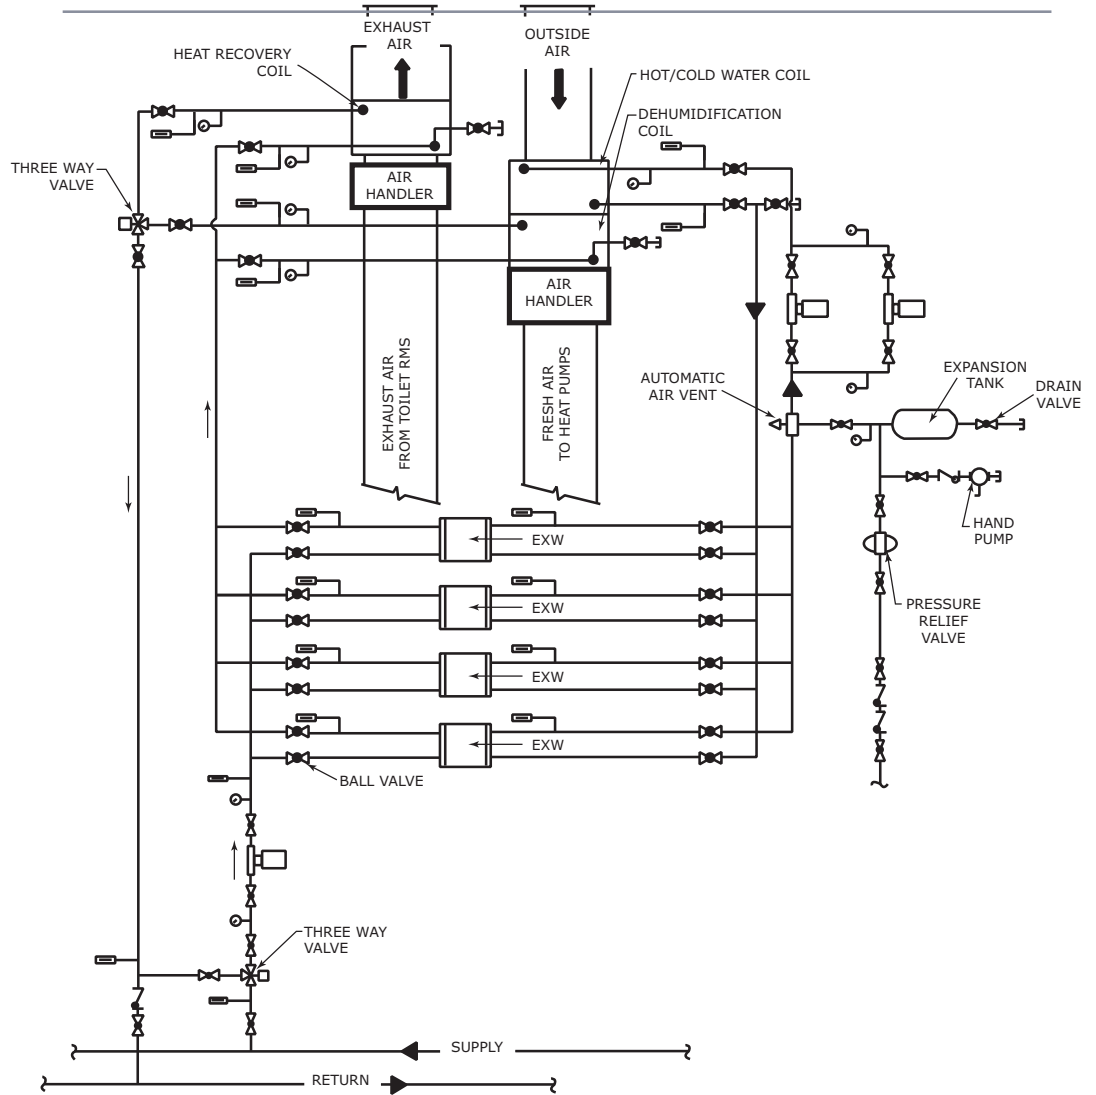 EXHAUST
AIR
OUTSIDE
AIR
HEAT RECOVERY
COIL
HOT/COLD WATER COIL
DEHUMIDIFICATION
COIL
THREE WAY
VALVE
AIR
HANDLER
AIR
HANDLER
EXHAUST AIR
FROM TOILET RMS
FRESH AIR
TO HEAT PUMPS
AUTOMATIC
AIR VENT
EXPANSION
TANK
DRAIN
VALVE
HAND
PUMP
PRESSURE
RELIEF
VALVE
EXW
EXW
EXW
EXW
BALL VALVE
THREE WAY
VALVE
SUPPLY
RETURN